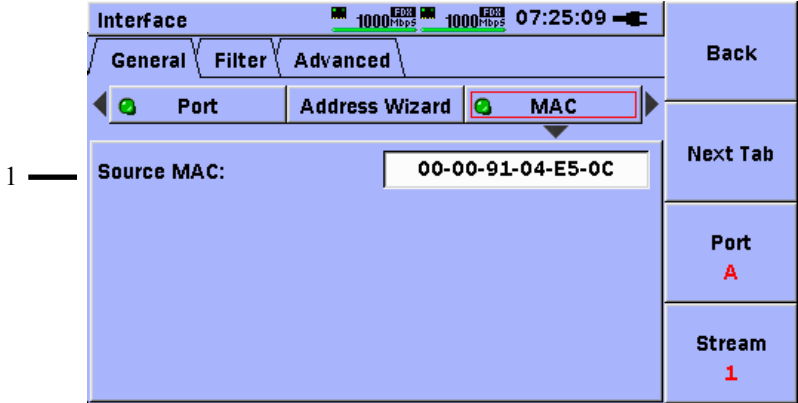 Interface 1000 FDX Mbps 1000 FDX Mbps 07:25:09
General Filter Advanced
Port Address Wizard MAC
1 Source MAC: 00-00-91-04-E5-0C
Back
Next Tab
Port
A
Stream
1